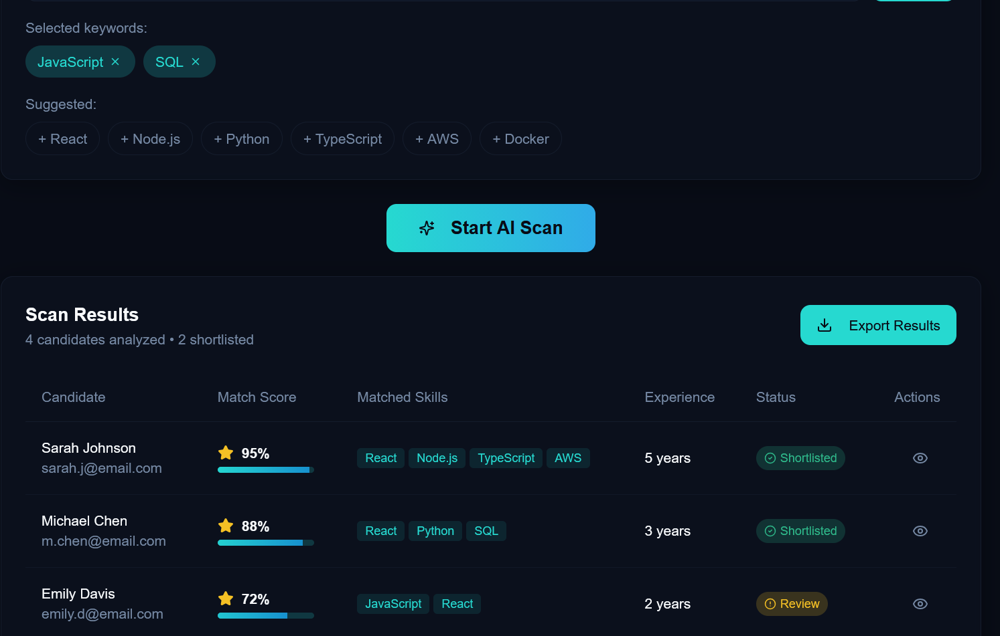 Selected keywords:
JavaScript ×
SQL ×
Suggested:
+ React
+ Node.js
+ Python
+ TypeScript
+ AWS
+ Docker
Start AI Scan
Scan Results
4 candidates analyzed • 2 shortlisted
Export Results
Candidate
Match Score
Matched Skills
Experience
Status
Actions
Sarah Johnson
sarah.j@email.com
95%
React
Node.js
TypeScript
AWS
5 years
Shortlisted
Michael Chen
m.chen@email.com
88%
React
Python
SQL
3 years
Shortlisted
Emily Davis
emily.d@email.com
72%
JavaScript
React
2 years
Review